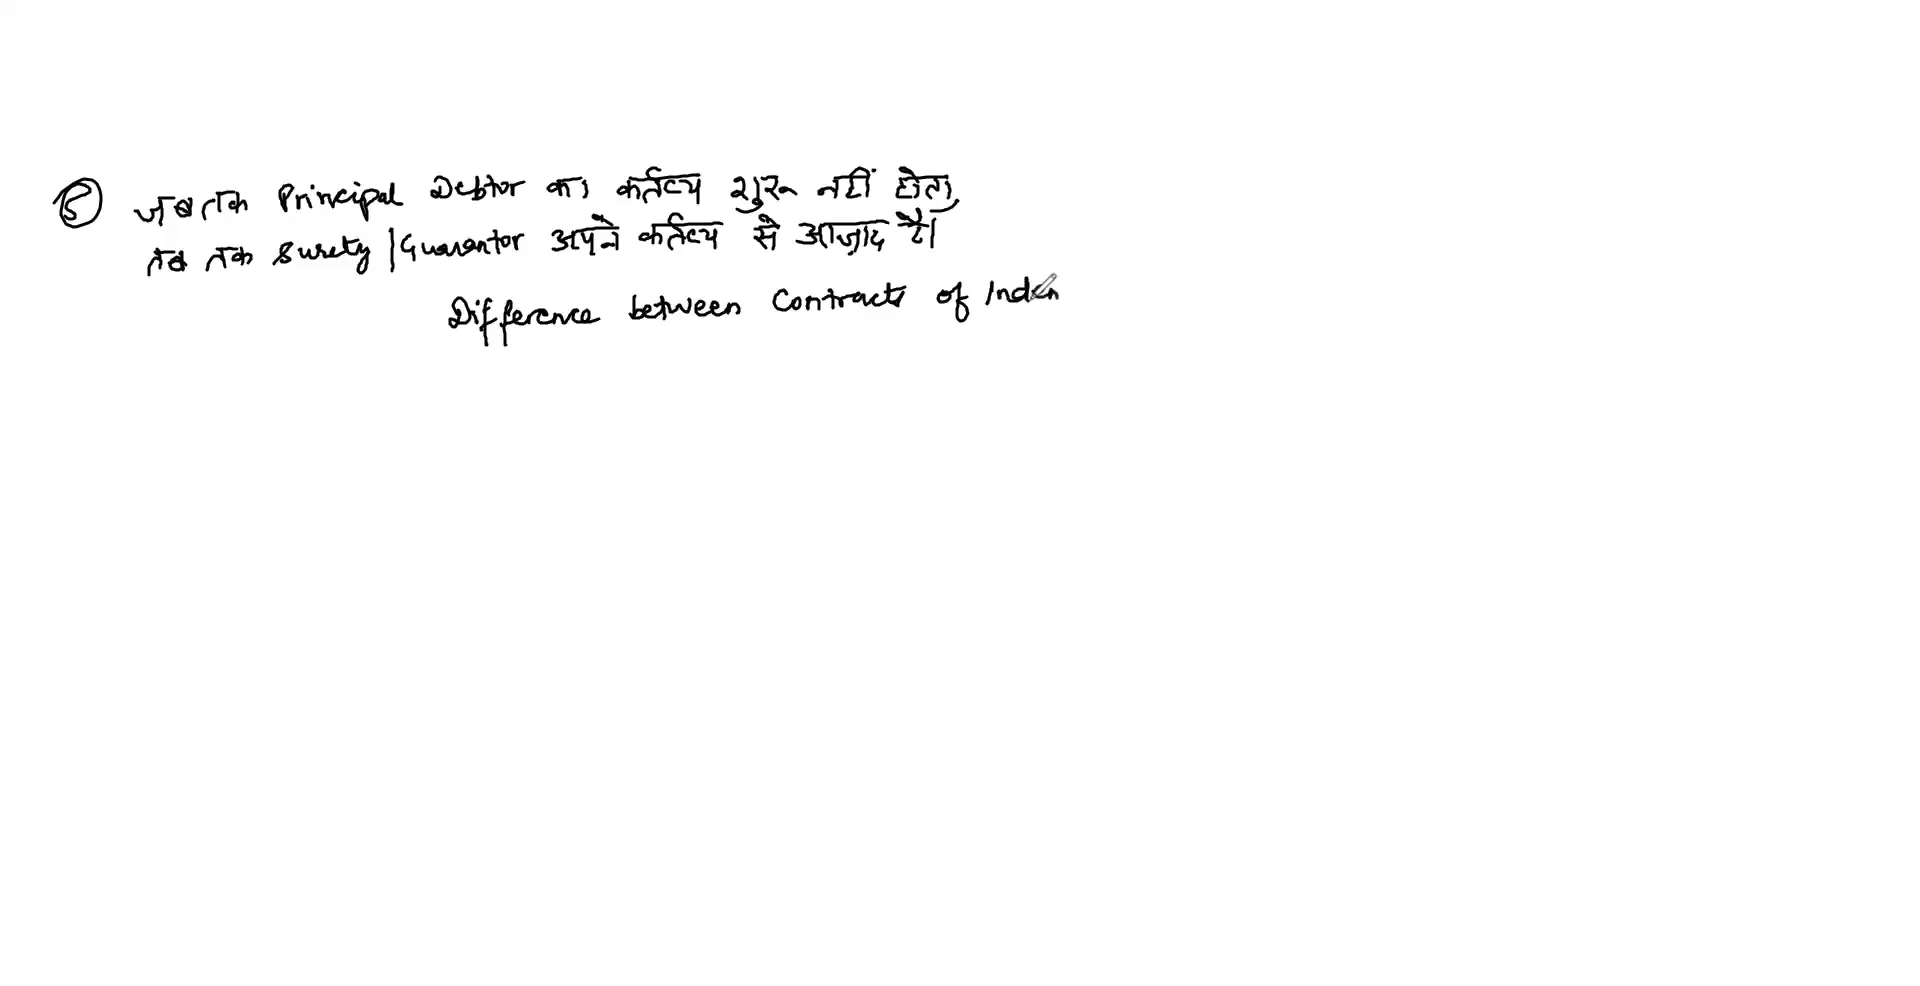 5 जब तक Principal Debtor का कर्तव्य शुरू नहीं होता,
तब तक Surety/Guarantor अपने कर्तव्य से आज़ाद है।
Difference between Contracts of Inden